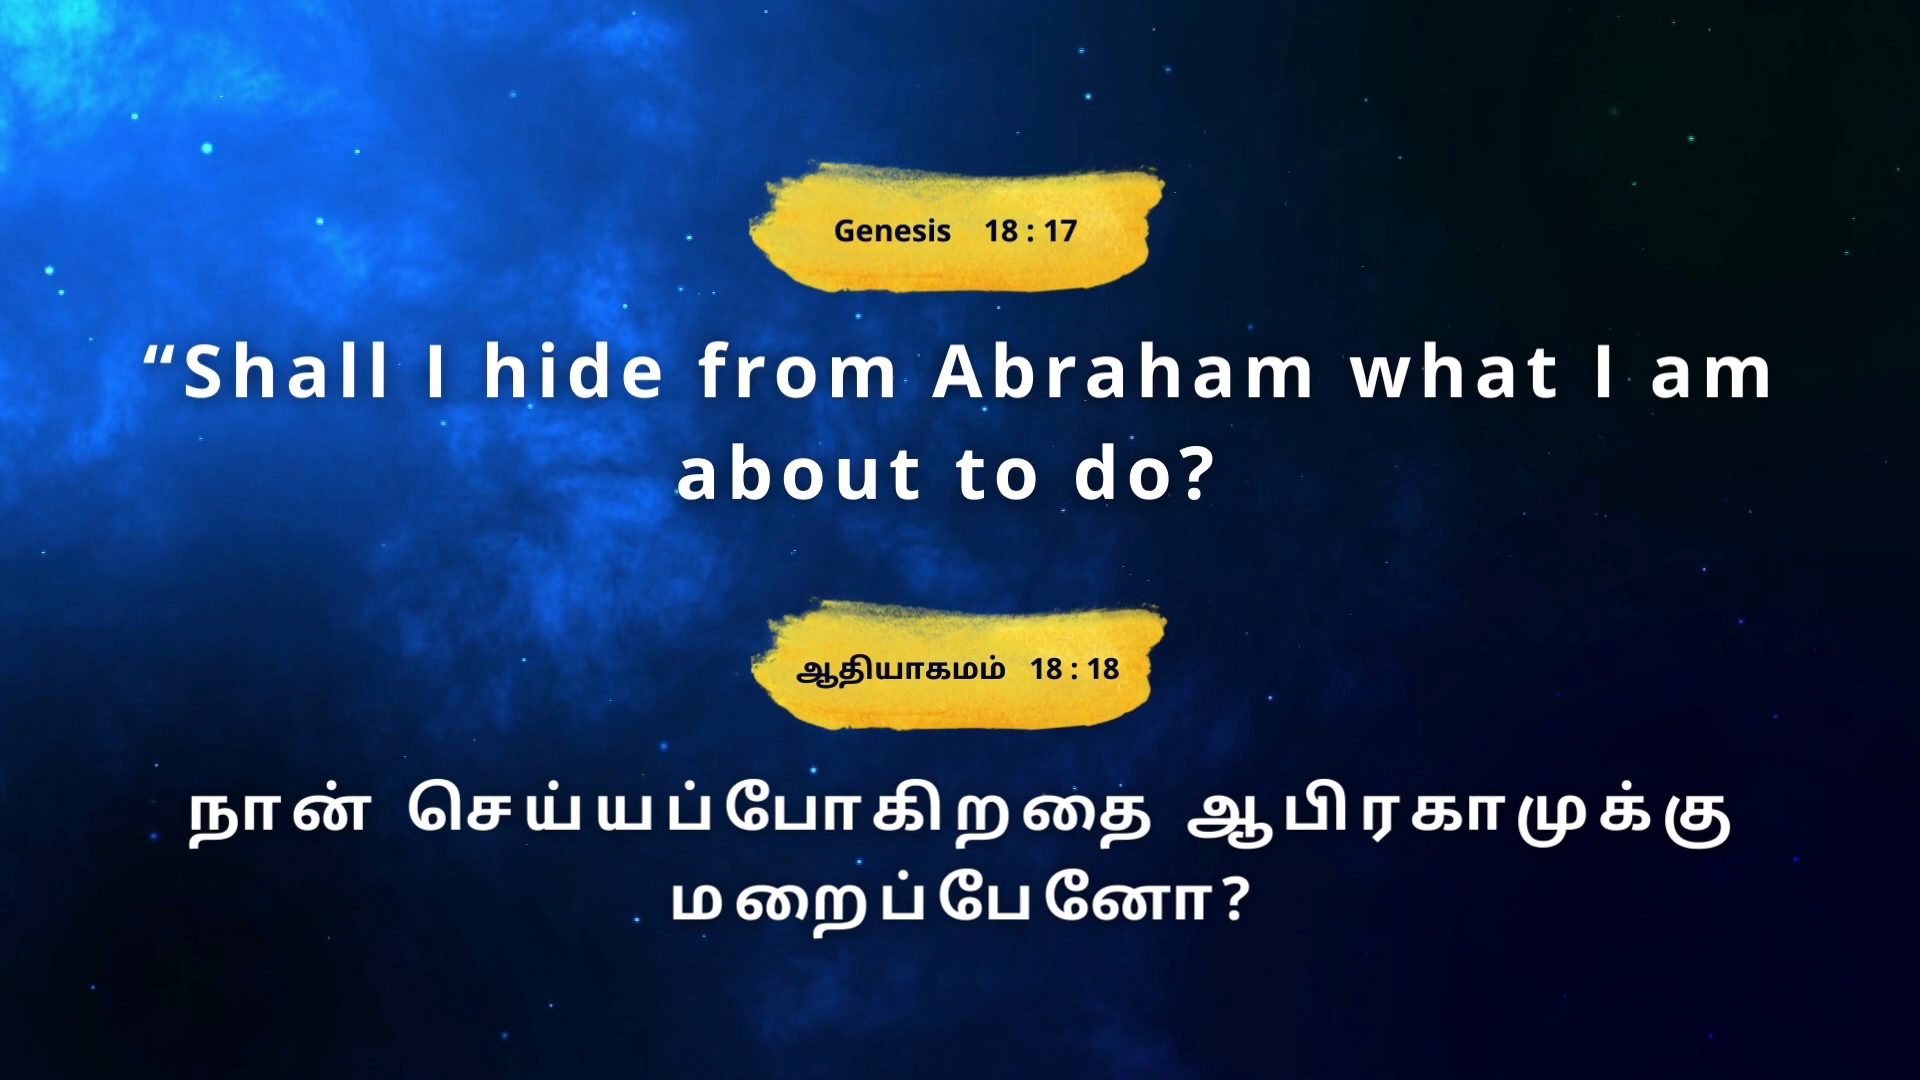 Genesis 18 : 17
“Shall I hide from Abraham what I am
about to do?
ஆதியாகமம் 18 : 18
நான் செய்யப்போகிறதை ஆபிரகாமுக்கு
மறைப்பேனோ?